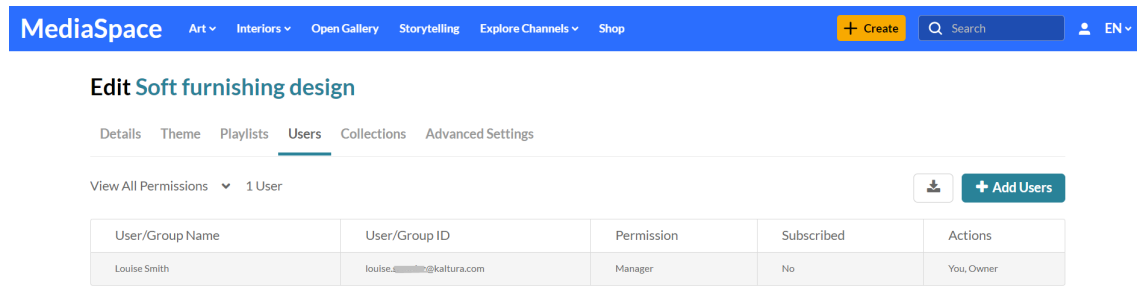 MediaSpace Art Interiors Open Gallery Storytelling Explore Channels Shop + Create Search EN
Edit Soft furnishing design
Details Theme Playlists Users Collections Advanced Settings
View All Permissions 1 User + Add Users
User/Group Name User/Group ID Permission Subscribed Actions
Louise Smith louise. @kaltura.com Manager No You, Owner